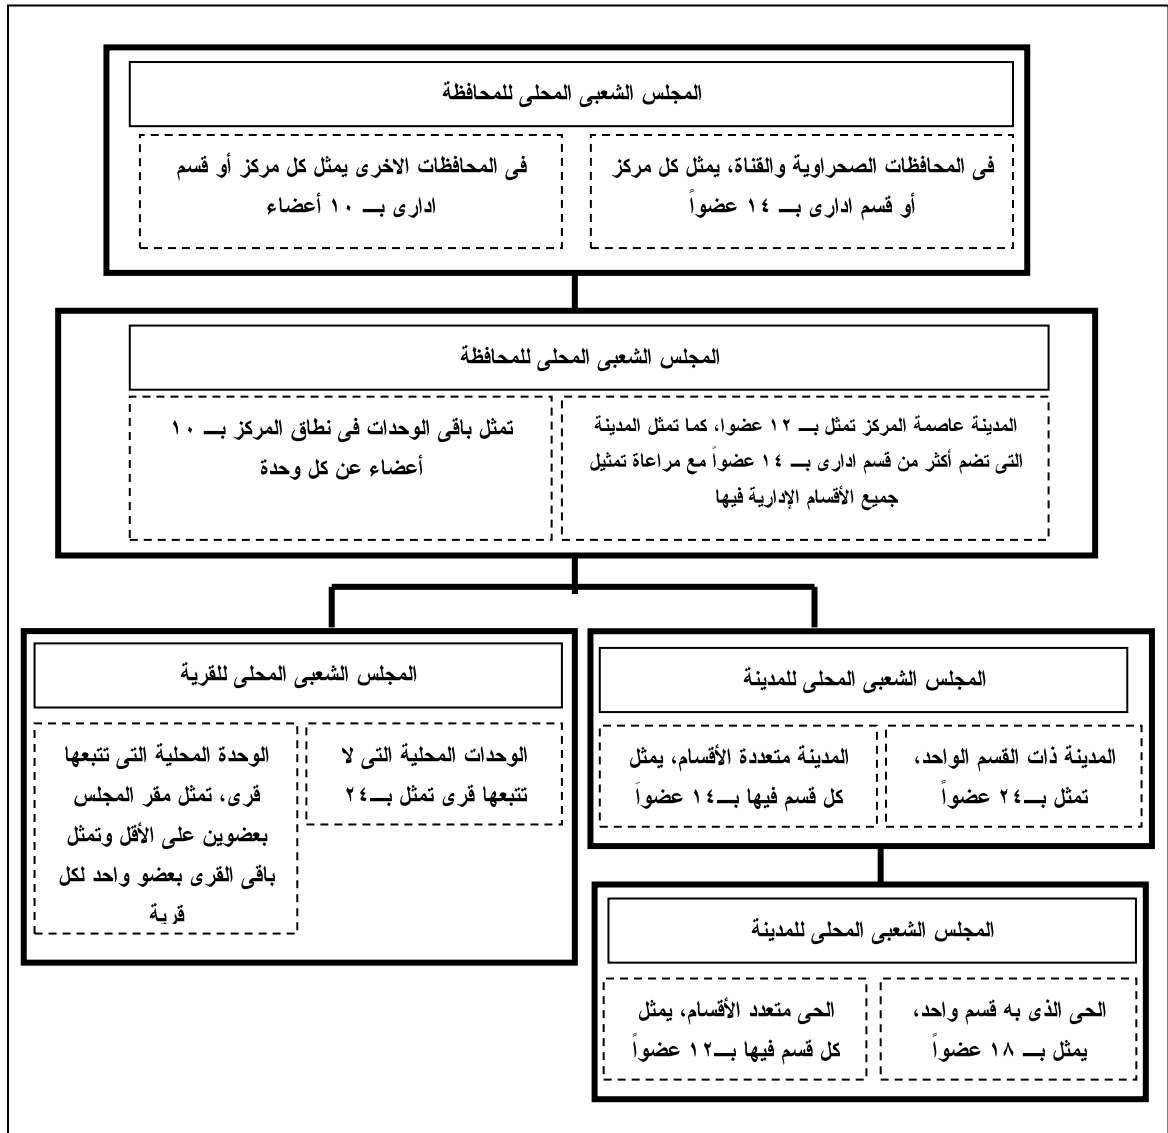 المجلس الشعبى المحلى للمحافظة
فى المحافظات الصحراوية والقناة، يمثل كل مركز
أو قسم ادارى بـــ ١٤ عضواً
فى المحافظات الاخرى يمثل كل مركز أو قسم
ادارى بـــ ١٠ أعضاء
المجلس الشعبى المحلى للمحافظة
المدينة عاصمة المركز تمثل بـــ ١٢ عضوا، كما تمثل المدينة
التى تضم أكثر من قسم ادارى بـــ ١٤ عضواً مع مراعاة تمثيل
جميع الأقسام الإدارية فيها
تمثل باقى الوحدات فى نطاق المركز بـــ ١٠
أعضاء عن كل وحدة
المجلس الشعبى المحلى للمدينة
المدينة ذات القسم الواحد،
تمثل بـــ٢٤ عضواً
المدينة متعددة الأقسام، يمثل
كل قسم فيها بـــ١٤ عضواَ
المجلس الشعبى المحلى للقرية
الوحدات المحلية التى لا
تتبعها قرى تمثل بـــ٢٤
الوحدة المحلية التى تتبعها
قرى، تمثل مقر المجلس
بعضوين على الأقل وتمثل
باقى القرى بعضو واحد لكل
قرية
المجلس الشعبى المحلى للمدينة
الحى الذى به قسم واحد،
يمثل بـــ ١٨ عضواً
الحى متعدد الأقسام، يمثل
كل قسم فيها بـــ١٢ عضواً